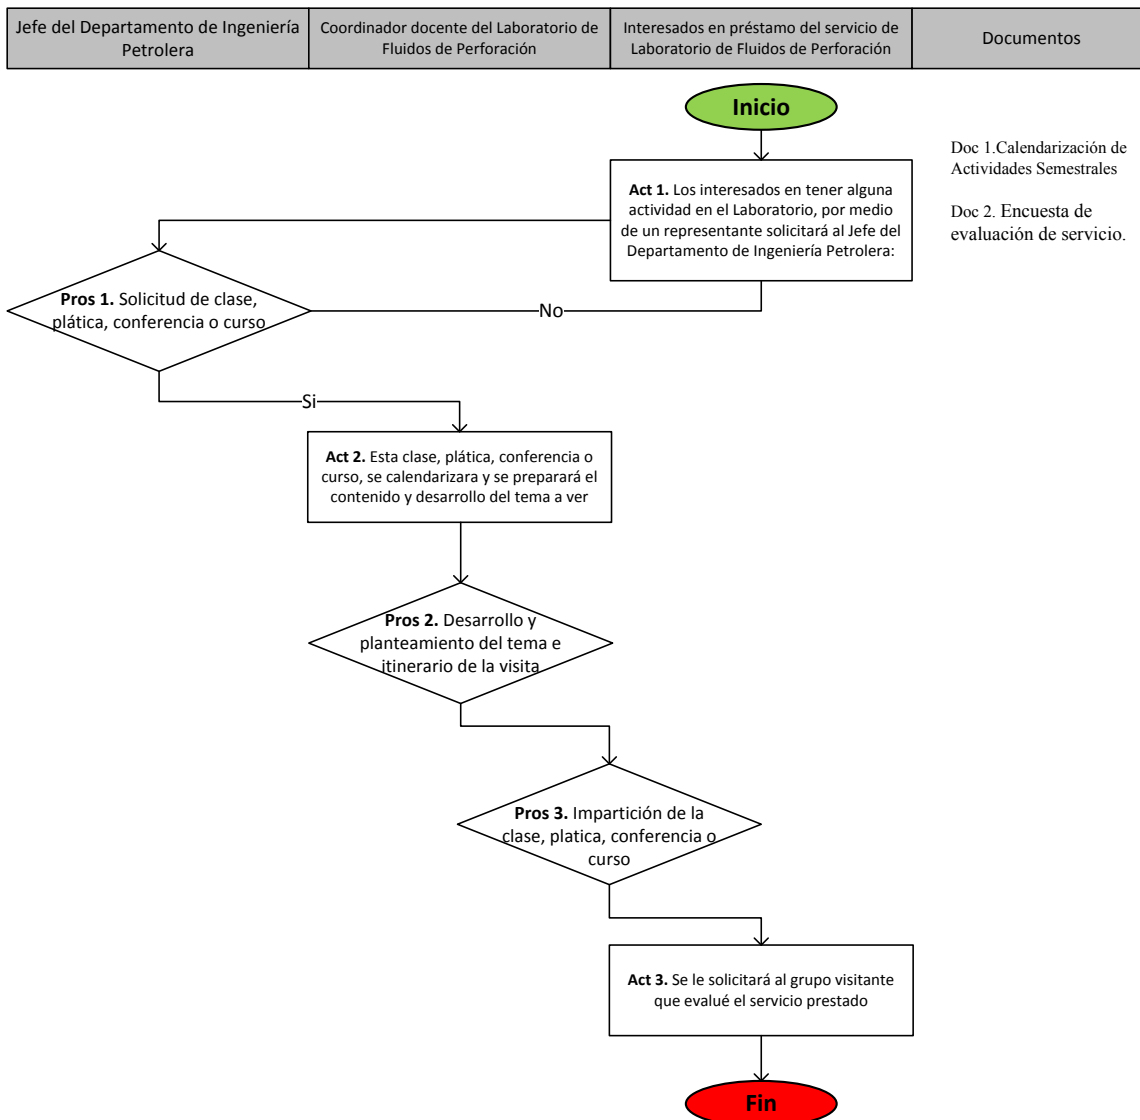 Jefe del Departamento de Ingeniería
Petrolera
Coordinador docente del Laboratorio de
Fluidos de Perforación
Interesados en préstamo del servicio de
Laboratorio de Fluidos de Perforación
Documentos
Inicio
Doc 1.Calendarización de
Actividades Semestrales
Doc 2. Encuesta de
evaluación de servicio.
Act 1. Los interesados en tener alguna
actividad en el Laboratorio, por medio
de un representante solicitará al Jefe del
Departamento de Ingeniería Petrolera:
Pros 1. Solicitud de clase,
plática, conferencia o curso
No
Si
Act 2. Esta clase, plática, conferencia o
curso, se calendarizara y se preparará el
contenido y desarrollo del tema a ver
Pros 2. Desarrollo y
planteamiento del tema e
itinerario de la visita
Pros 3. Impartición de la
clase, platica, conferencia o
curso
Act 3. Se le solicitará al grupo visitante
que evalué el servicio prestado
Fin